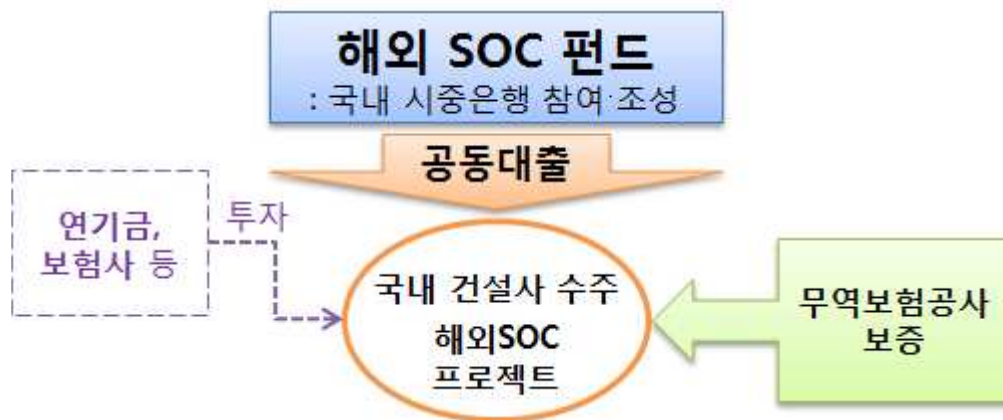 해외 SOC 펀드
: 국내 시중은행 참여·조성
공동대출
연기금,
보험사 등
투자
국내 건설사 수주
해외SOC
프로젝트
무역보험공사
보증